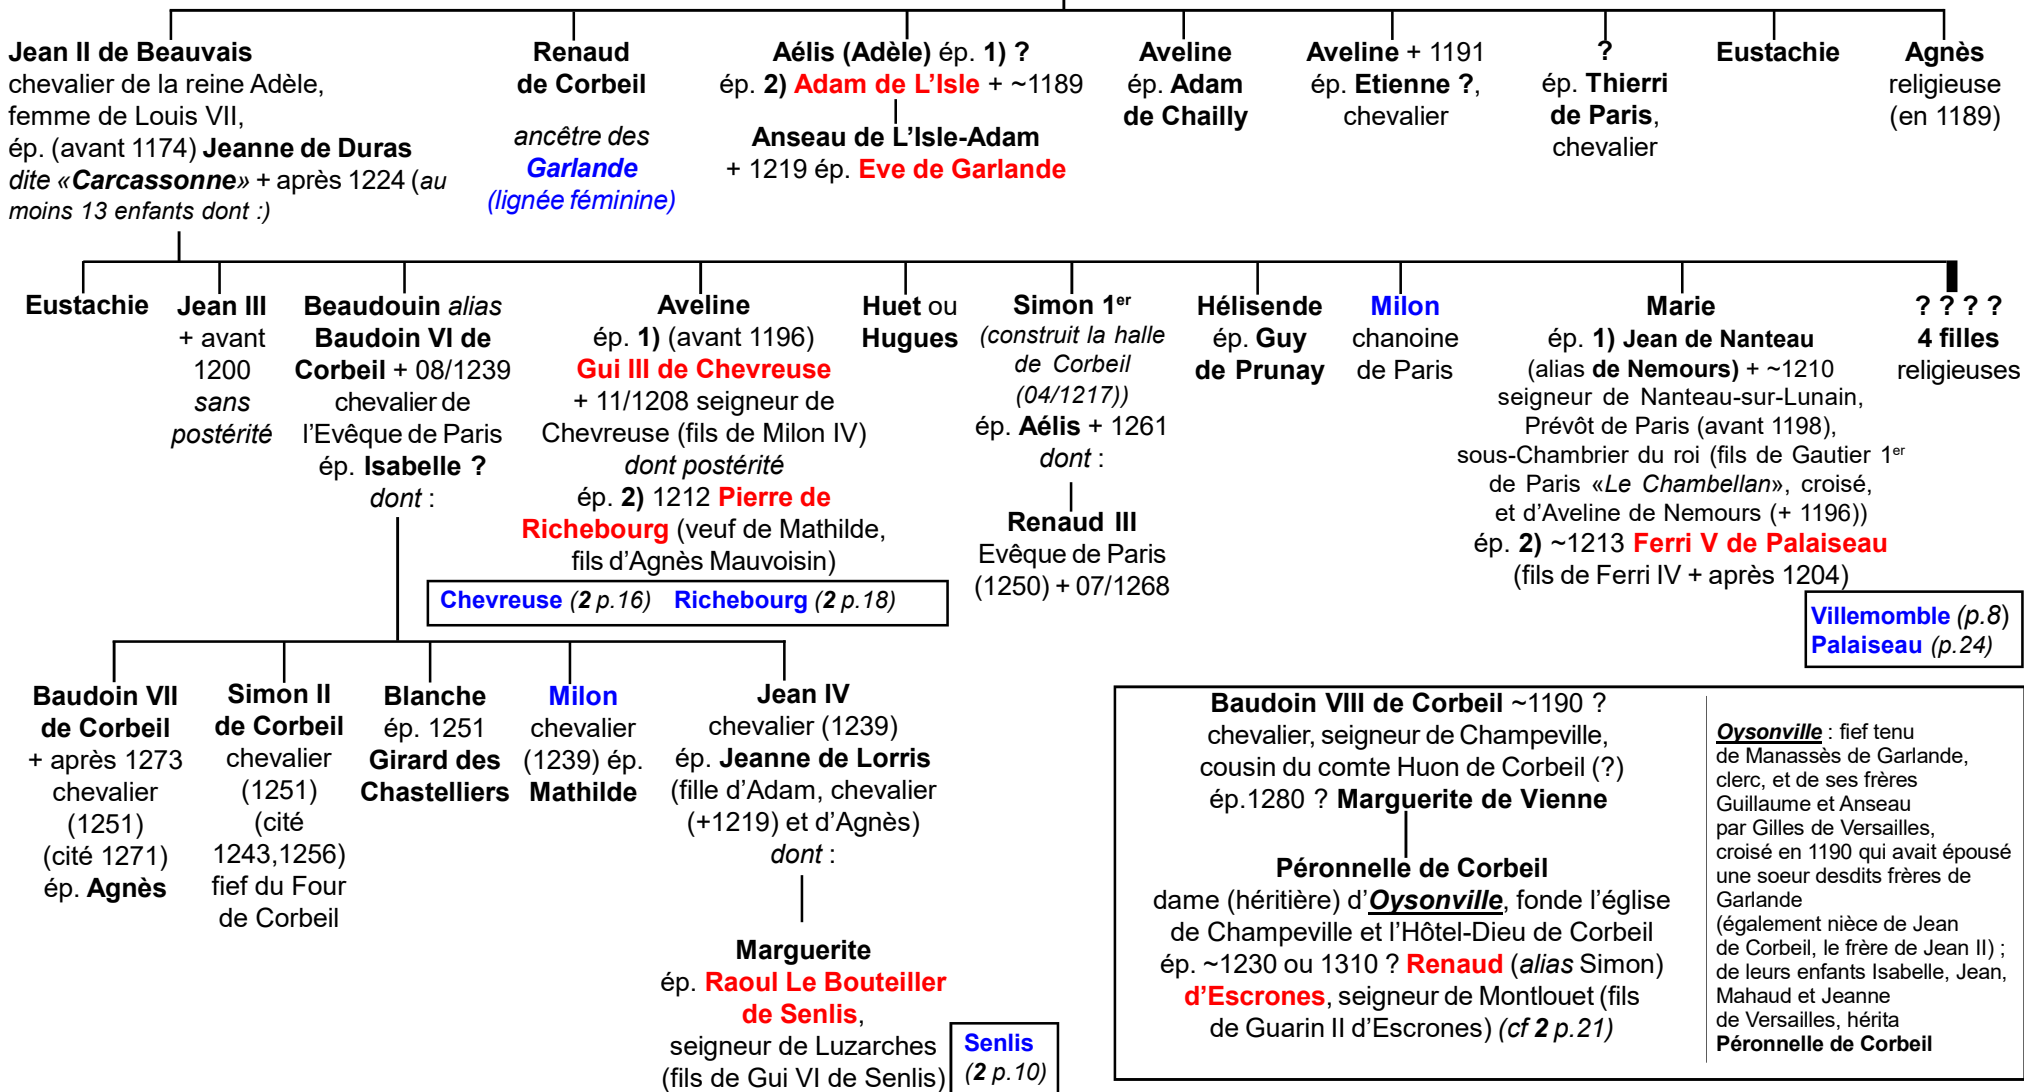 Jean II de Beauvais
chevalier de la reine Adèle,
femme de Louis VII,
ép. (avant 1174) Jeanne de Duras
dite «Carcassonne» + après 1224 (au
moins 13 enfants dont :)
Renaud
de Corbeil
ancêtre des
Garlande
(lignée féminine)
Aélis (Adèle) ép. 1) ?
ép. 2) Adam de L'Isle + ~1189
Anseau de L'Isle-Adam
+ 1219 ép. Eve de Garlande
Aveline
ép. Adam
de Chailly
Aveline + 1191
ép. Etienne ?,
chevalier
?
ép. Thierri
de Paris,
chevalier
Eustachie
Agnès
religieuse
(en 1189)
Eustachie
Jean III
+ avant
1200
sans
postérité
Beaudouin alias
Baudoin VI de
Corbeil + 08/1239
chevalier de
l'Evêque de Paris
ép. Isabelle ?
dont :
Aveline
ép. 1) (avant 1196)
Gui III de Chevreuse
+ 11/1208 seigneur de
Chevreuse (fils de Milon IV)
dont postérité
ép. 2) 1212 Pierre de
Richebourg (veuf de Mathilde,
fils d'Agnès Mauvoisin)
Chevreuse (2 p.16) Richebourg (2 p.18)
Huet ou
Hugues
Simon 1er
(construit la halle
de Corbeil
(04/1217))
ép. Aélis + 1261
dont :
Renaud III
Evêque de Paris
(1250) + 07/1268
Hélisende
ép. Guy
de Prunay
Milon
chanoine
de Paris
Marie
ép. 1) Jean de Nanteau
(alias de Nemours) + ~1210
seigneur de Nanteau-sur-Lunain,
Prévôt de Paris (avant 1198),
sous-Chambrier du roi (fils de Gautier 1er
de Paris «Le Chambellan», croisé,
et d'Aveline de Nemours (+ 1196))
ép. 2) ~1213 Ferri V de Palaiseau
(fils de Ferri IV + après 1204)
? ? ? ?
4 filles
religieuses
Villemomble (p.8)
Palaiseau (p.24)
Baudoin VII
de Corbeil
+ après 1273
chevalier
(1251)
(cité 1271)
ép. Agnès
Simon II
de Corbeil
chevalier
(1251)
(cité
1243,1256)
fief du Four
de Corbeil
Blanche
ép. 1251
Girard des
Chastelliers
Milon
chevalier
(1239) ép.
Mathilde
Jean IV
chevalier (1239)
ép. Jeanne de Lorris
(fille d'Adam, chevalier
(+1219) et d'Agnès)
dont :
Marguerite
ép. Raoul Le Bouteiller
de Senlis,
seigneur de Luzarches
(fils de Gui VI de Senlis)
Senlis
(2 p.10)
Baudoin VIII de Corbeil ~1190 ?
chevalier, seigneur de Champeville,
cousin du comte Huon de Corbeil (?)
ép.1280 ? Marguerite de Vienne
Péronnelle de Corbeil
dame (héritière) d'Oysonville, fonde l'église
de Champeville et l'Hôtel-Dieu de Corbeil
ép. ~1230 ou 1310 ? Renaud (alias Simon)
d'Escrones, seigneur de Montlouet (fils
de Guarin II d'Escrones) (cf 2 p.21)
Oysonville : fief tenu
de Manassès de Garlande,
clerc, et de ses frères
Guillaume et Anseau
par Gilles de Versailles,
croisé en 1190 qui avait épousé
une soeur desdits frères de
Garlande
(également nièce de Jean
de Corbeil, le frère de Jean II) ;
de leurs enfants Isabelle, Jean,
Mahaud et Jeanne
de Versailles, hérita
Péronnelle de Corbeil